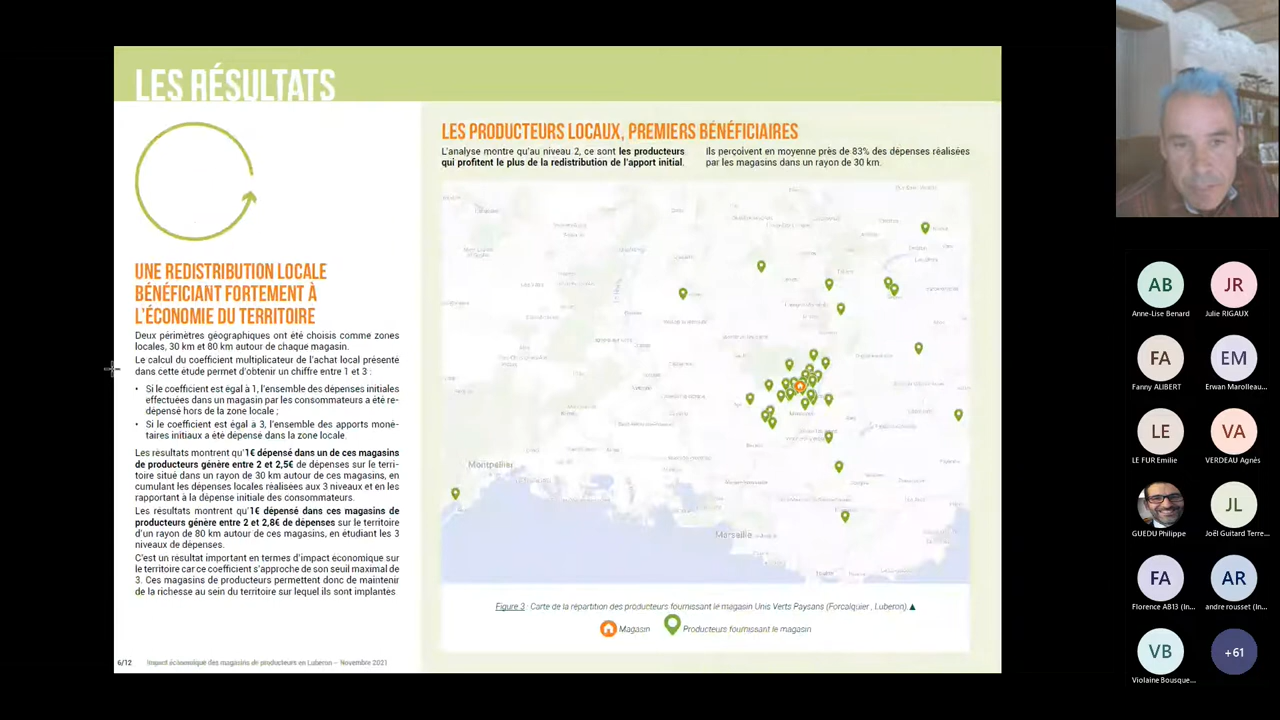 LES RÉSULTATS
UNE REDISTRIBUTION LOCALE
BÉNÉFICIANT FORTEMENT À
L'ÉCONOMIE DU TERRITOIRE
Deux périmètres géographiques ont été choisis comme zones
locales, 30 km et 80 km autour de chaque magasin.
Le calcul du coefficient multiplicateur de l'achat local présenté
dans cette étude permet d'obtenir un chiffre entre 1 et 3 :
• Si le coefficient est égal à 1, l'ensemble des dépenses initiales
effectuées dans un magasin par les consommateurs a été re-
dépensé hors de la zone locale ;
• Si le coefficient est égal à 3, l'ensemble des apports moné-
taires initiaux a été dépensé dans la zone locale.
Les résultats montrent qu'1€ dépensé dans un de ces magasins
de producteurs génère entre 2 et 2,5€ de dépenses sur le terri-
toire situé dans un rayon de 30 km autour de ces magasins, en
cumulant les dépenses locales réalisées aux 3 niveaux et en les
rapportant à la dépense initiale des consommateurs.
Les résultats montrent qu'1€ dépensé dans ces magasins de
producteurs génère entre 2 et 2,8€ de dépenses sur le territoire
d'un rayon de 80 km autour de ces magasins, en étudiant les 3
niveaux de dépenses.
C'est un résultat important en termes d'impact économique sur
le territoire car ce coefficient s'approche de son seuil maximal de
3. Ces magasins de producteurs permettent donc de maintenir
de la richesse au sein du territoire sur lequel ils sont implantés
6/12 Impact économique des magasins de producteurs en Luberon – Novembre 2021
LES PRODUCTEURS LOCAUX, PREMIERS BÉNÉFICIAIRES
L'analyse montre qu'au niveau 2, ce sont les producteurs
qui profitent le plus de la redistribution de l'apport initial.
Ils perçoivent en moyenne près de 83% des dépenses réalisées
par les magasins dans un rayon de 30 km.
Montpellier
Marseille
Figure 3 : Carte de la répartition des producteurs fournissant le magasin Unis Verts Paysans (Forcalquier, Luberon).▲
Magasin Producteurs fournissant le magasin
AB JR
Anne-Lise Benard Julie RIGAUX
FA EM
Fanny ALIBERT Erwan Marolleau...
LE VA
LE FUR Emilie VERDEAU Agnès
JL
GUEDU Philippe Joël Guitard Terre...
FA AR
Florence AB13 (In... andre rousset (In...
VB +61
Violaine Bousque...